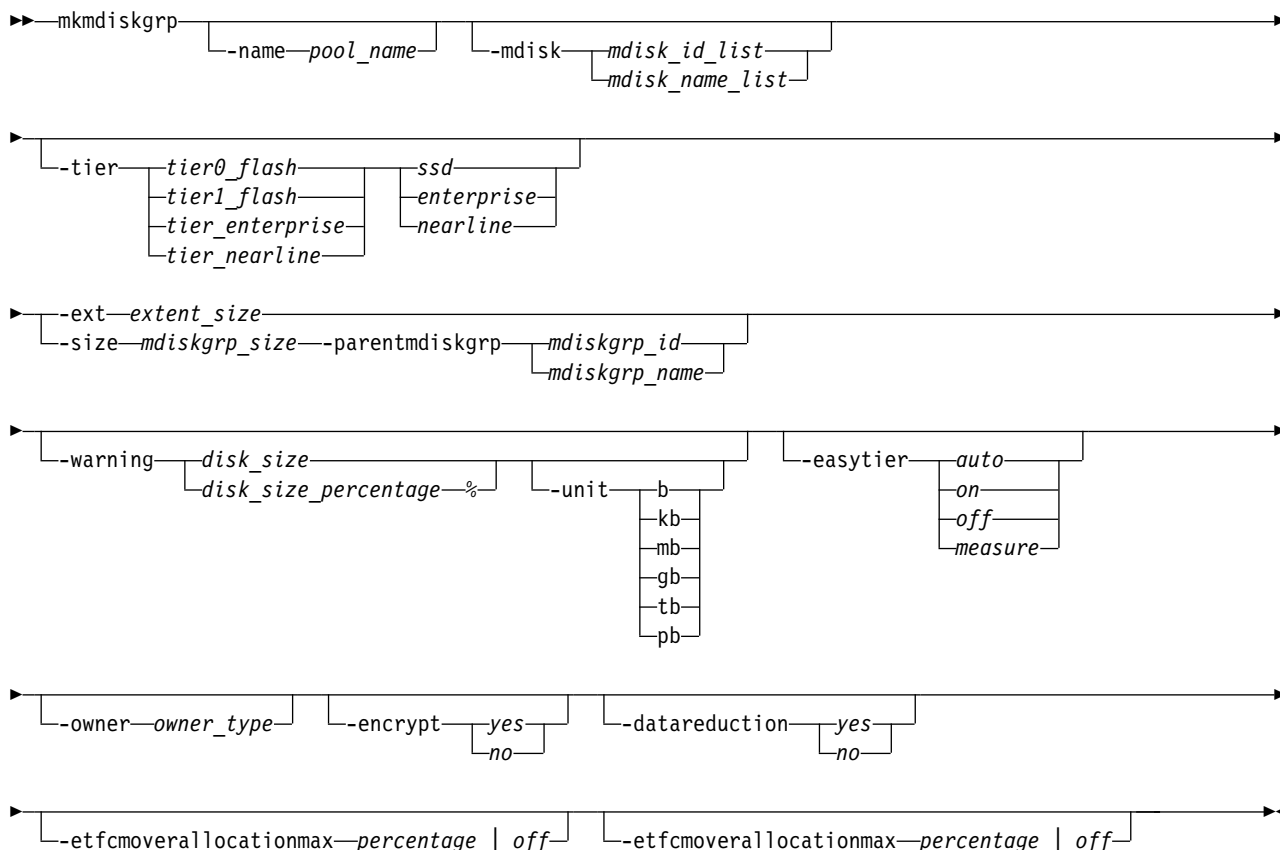 mkmdiskgrp
-name pool_name -mdisk mdisk_id_list
mdisk_name_list
-tier tier0_flash ssd
tier1_flash enterprise
tier_enterprise nearline
tier_nearline
-ext extent_size
-size mdiskgrp_size -parentmdiskgrp mdiskgrp_id
mdiskgrp_name
-warning disk_size -easytier auto
disk_size_percentage % -unit b on
kb off
mb measure
gb
tb
pb
-owner owner_type -encrypt yes -datareduction yes
no no
-etfcmoverallocationmax percentage | off -etfcmoverallocationmax percentage | off